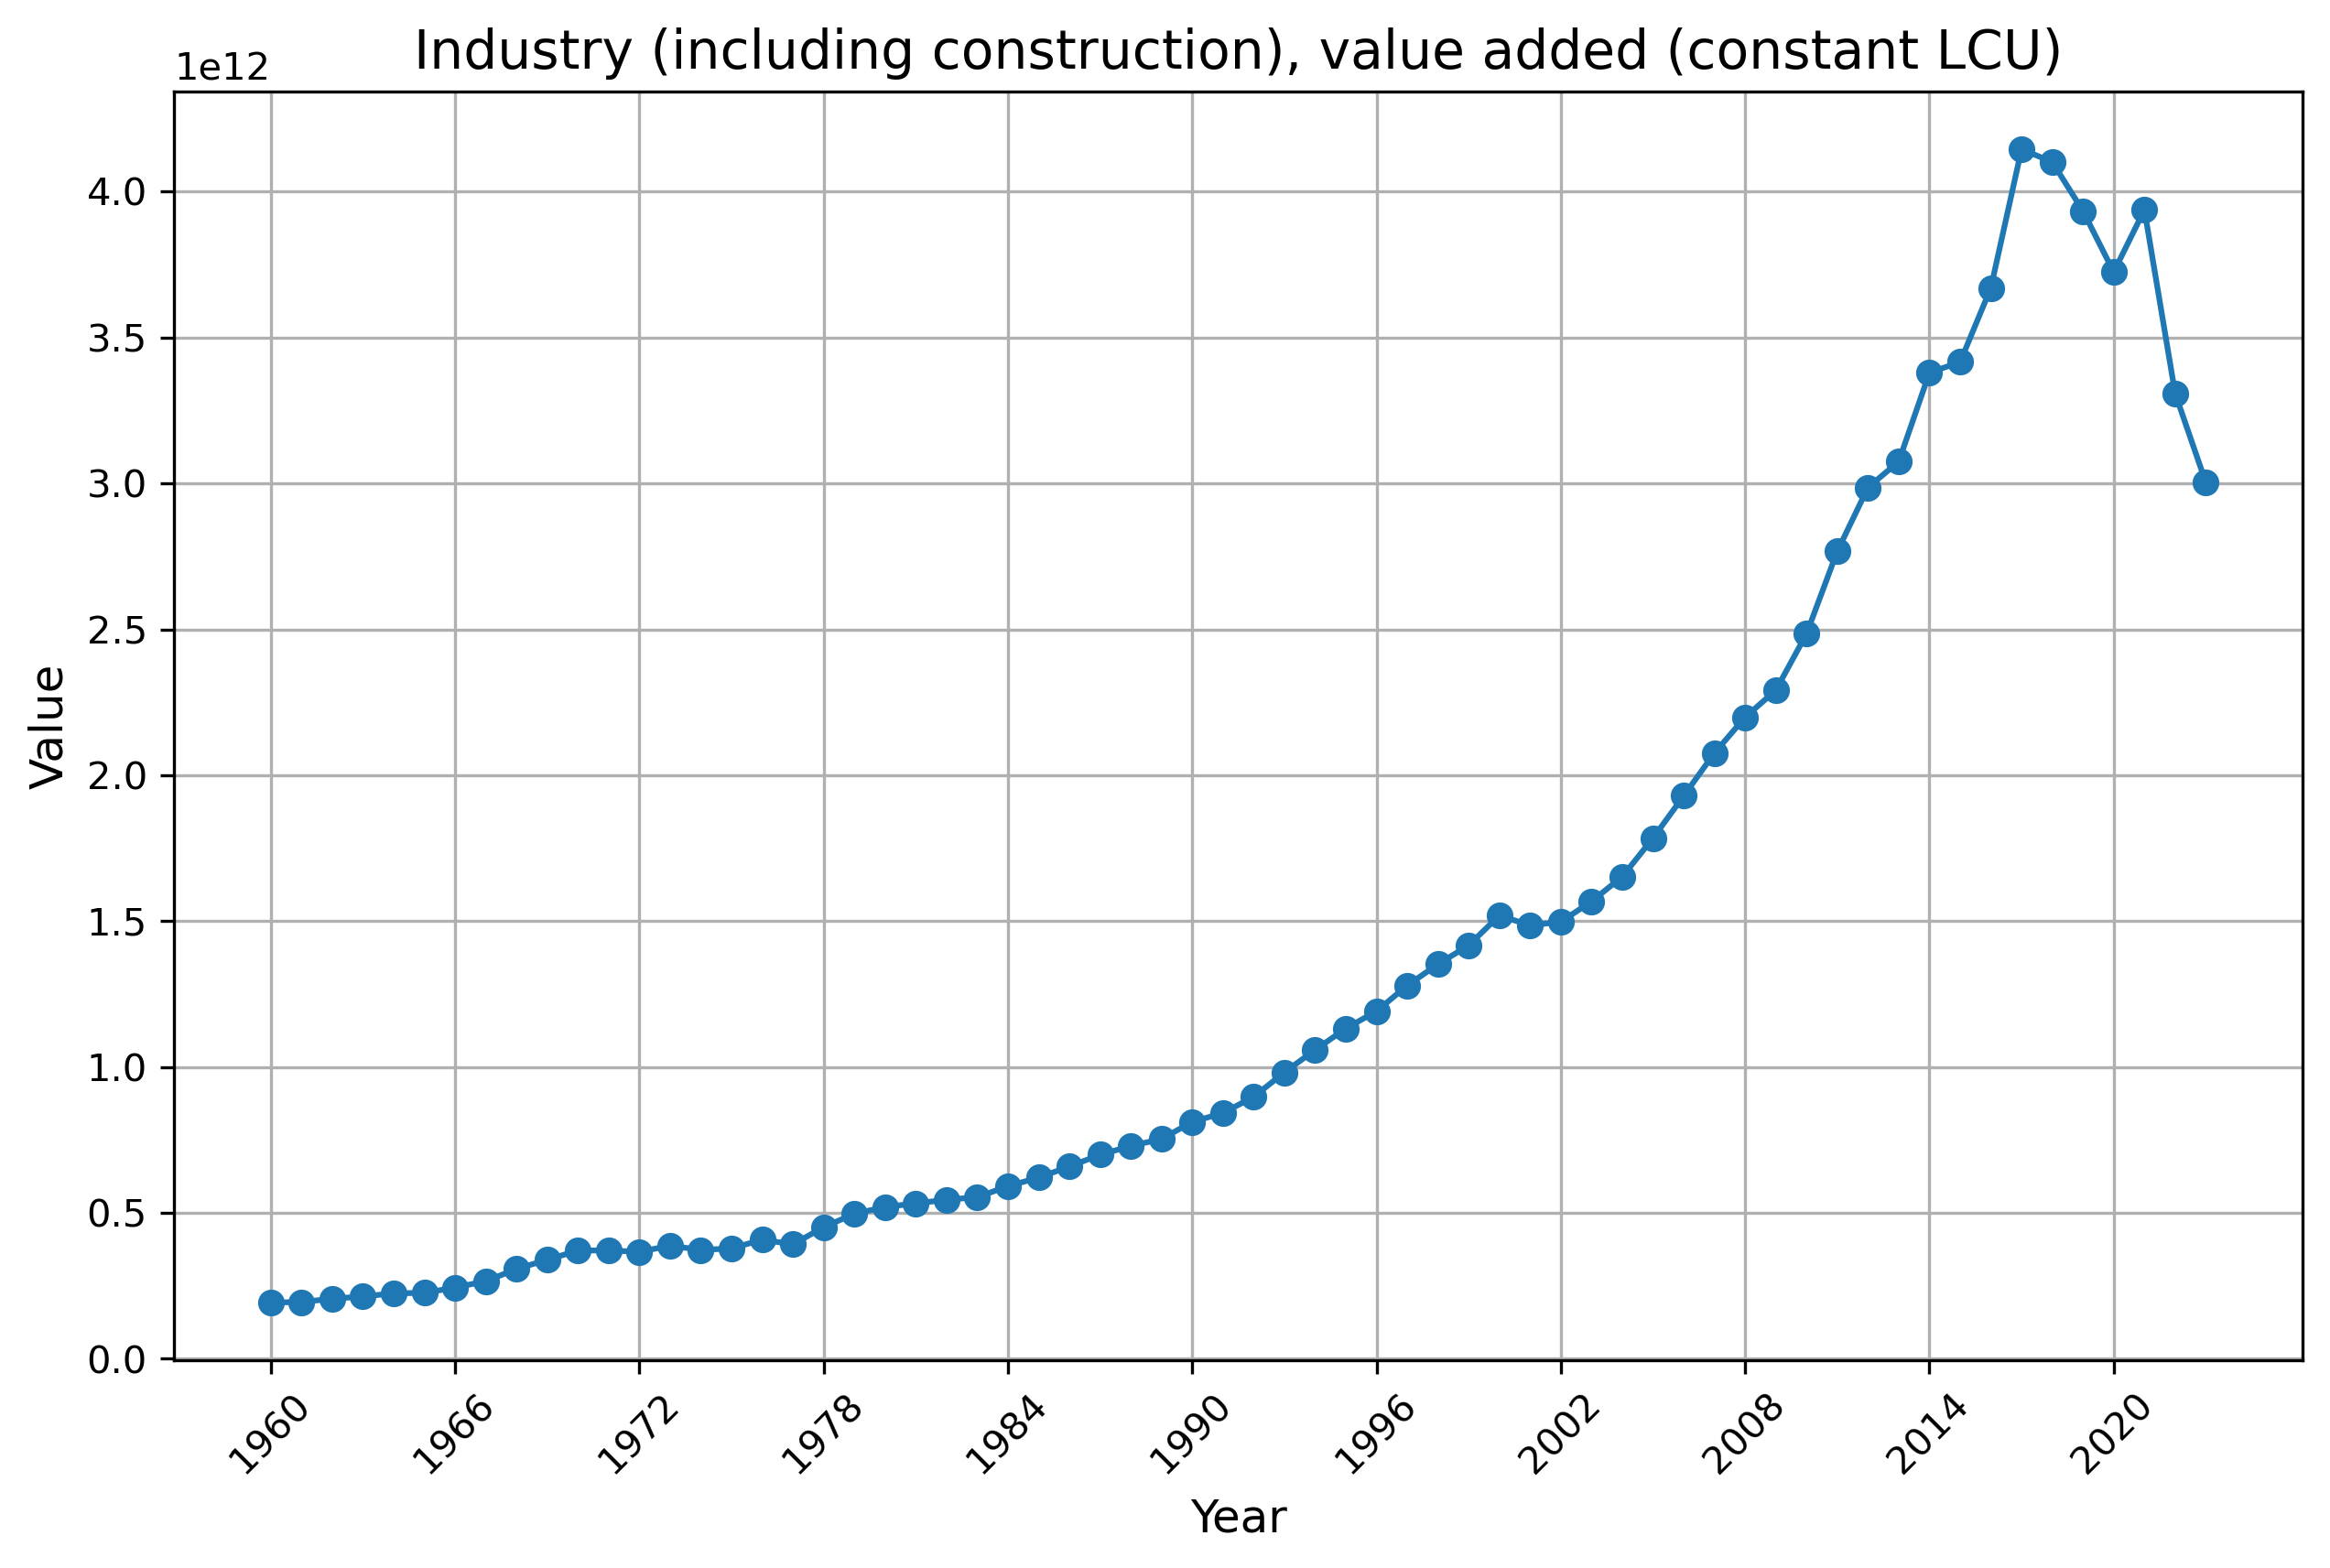 Industry (including construction), value added (constant LCU)
1e12
4.0
3.5
3.0
2.5
2.0
1.5
1.0
0.5
0.0
Value
1960 1966 1972 1978 1984 1990 1996 2002 2008 2014 2020
Year